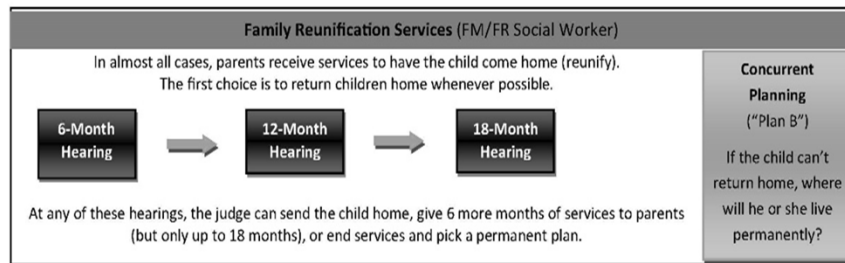 Family Reunification Services (FM/FR Social Worker)
In almost all cases, parents receive services to have the child come home (reunify).
The first choice is to return children home whenever possible.
6-Month
Hearing
12-Month
Hearing
18-Month
Hearing
At any of these hearings, the judge can send the child home, give 6 more months of services to parents
(but only up to 18 months), or end services and pick a permanent plan.
Concurrent
Planning
("Plan B")
If the child can't
return home, where
will he or she live
permanently?